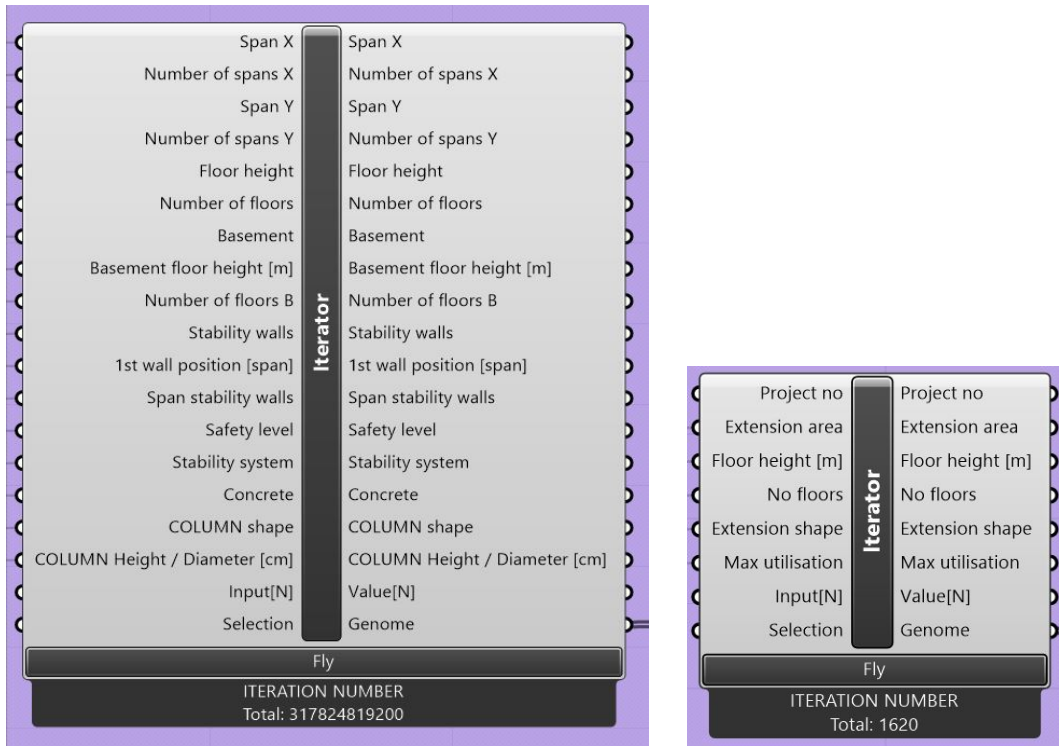 Span X Span X
Number of spans X Number of spans X
Span Y Span Y
Number of spans Y Number of spans Y
Floor height Floor height
Number of floors Number of floors
Basement Basement
Basement floor height [m] Basement floor height [m]
Number of floors B Number of floors B
Stability walls Stability walls
1st wall position [span] 1st wall position [span]
Span stability walls Span stability walls
Safety level Safety level
Stability system Stability system
Concrete Concrete
COLUMN shape COLUMN shape
COLUMN Height / Diameter [cm] COLUMN Height / Diameter [cm]
Input[N] Value[N]
Selection Genome
Iterator
Fly
ITERATION NUMBER
Total: 317824819200
Project no Project no
Extension area Extension area
Floor height [m] Floor height [m]
No floors No floors
Extension shape Extension shape
Max utilisation Max utilisation
Input[N] Value[N]
Selection Genome
Iterator
Fly
ITERATION NUMBER
Total: 1620